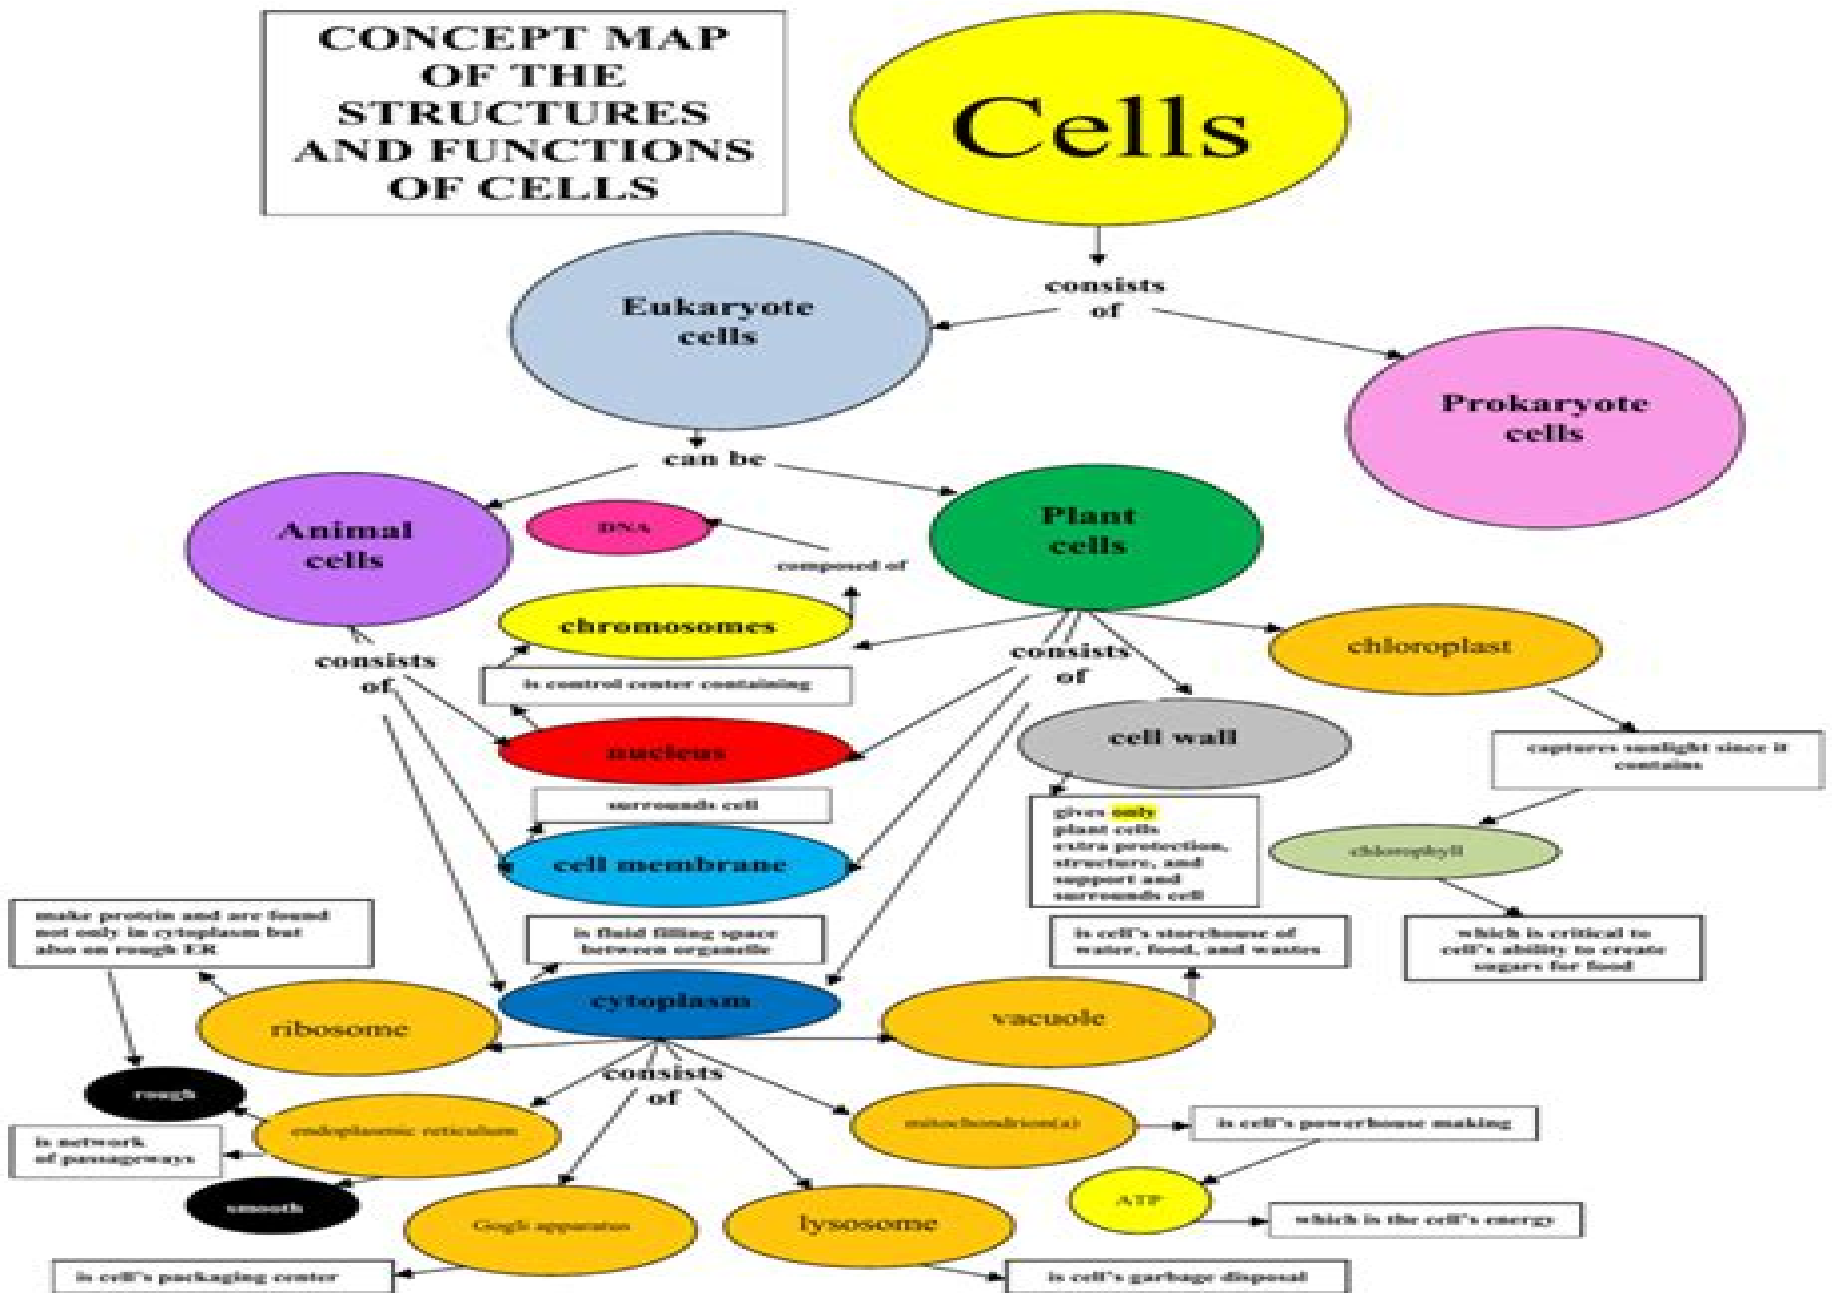 CONCEPT MAP
OF THE
STRUCTURES
AND FUNCTIONS
OF CELLS
Cells
consists
of
Eukaryote
cells
Prokaryote
cells
can be
Animal
cells
DNA
Plant
cells
composed of
chromosomes
chloroplast
consists
of
is control center containing
consists
of
nucleus
cell wall
captures sunlight since it
contains
surrounds cell
gives only
plant cells
extra protection,
structure, and
support and
surrounds cell
cell membrane
chlorophyll
make protein and are found
not only in cytoplasm but
also on rough ER
is fluid filling space
between organelle
is cell's storehouse of
water, food, and wastes
which is critical to
cell's ability to create
sugars for food
cytoplasm
ribosome
vacuole
consists
of
rough
endoplasmic reticulum
mitochondrion(a)
is cell's powerhouse making
is network
of passageways
smooth
ATP
Gogli apparatus
lysosome
which is the cell's energy
is cell's packaging center
is cell's garbage disposal